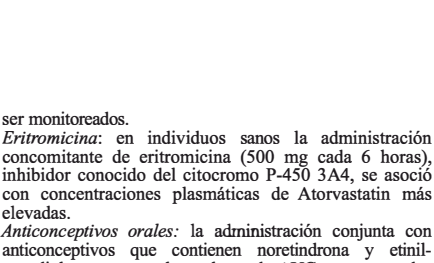 ser monitoreados.
Eritromicina: en individuos sanos la administración
concomitante de eritromicina (500 mg cada 6 horas),
inhibidor conocido del citocromo P-450 3A4, se asoció
con concentraciones plasmáticas de Atorvastatin más
elevadas.
Anticonceptivos orales: la administración conjunta con
anticonceptivos que contienen noretindrona y etinil-